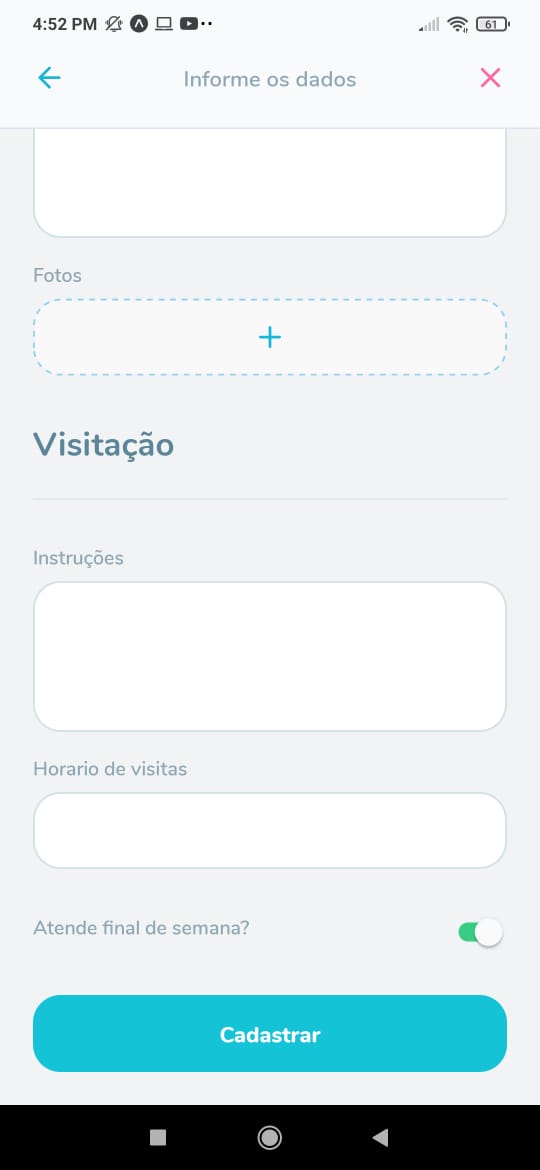 4:52 PM
61
Informe os dados
Fotos
Visitação
Instruções
Horario de visitas
Atende final de semana?
Cadastrar